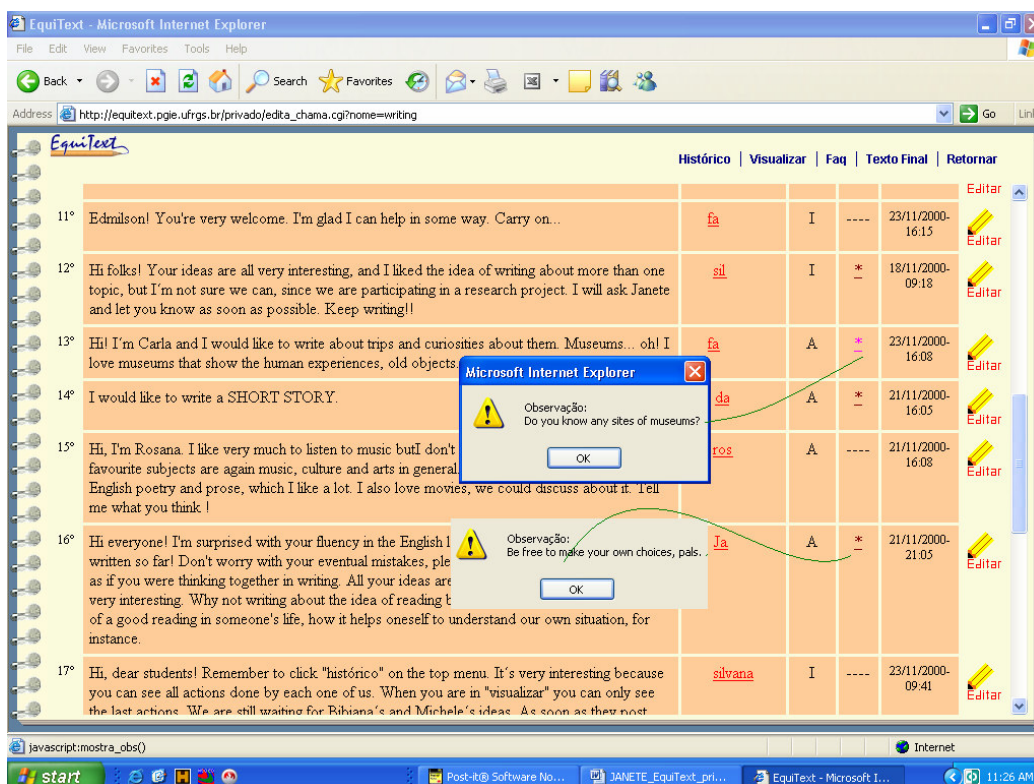 EquiText - Microsoft Internet Explorer
File Edit View Favorites Tools Help
Back Search Favorites
Address http://equitext.pgie.ufrgs.br/privado/edita_chama.cgi?nome=writing Go
EquiText
Histórico | Visualizar | Faq | Texto Final | Retornar
Editar
11° Edmilson! You're very welcome. I'm glad I can help in some way. Carry on... fa I ---- 23/11/2000-
16:15
Editar
12° Hi folks! Your ideas are all very interesting, and I liked the idea of writing about more than one sil I * 18/11/2000-
topic, but I´m not sure we can, since we are participating in a research project. I will ask Janete 09:18
and let you know as soon as possible. Keep writing!!
Editar
13° Hi! I´m Carla and I would like to write about trips and curiosities about them. Museums... oh! I fa A * 23/11/2000-
love museums that show the human experiences, old objects. 16:08
Editar
Microsoft Internet Explorer
Observação:
Do you know any sites of museums?
OK
14° I would like to write a SHORT STORY. da A * 21/11/2000-
16:05
Editar
15° Hi, I'm Rosana. I like very much to listen to music butI don't ros A ---- 21/11/2000-
favourite subjects are again music, culture and arts in general. 16:08
English poetry and prose, which I like a lot. I also love movies, we could discuss about it. Tell
me what you think !
Editar
16° Hi everyone! I'm surprised with your fluency in the English Ja A * 21/11/2000-
written so far! Don't worry with your eventual mistakes, 21:05
as if you were thinking together in writing. All your ideas are
very interesting. Why not writing about the idea of reading
of a good reading in someone's life, how it helps oneself to understand our own situation, for
instance.
Editar
Observação:
Be free to make your own choices, pals.
OK
17° Hi, dear students! Remember to click "histórico" on the top menu. It´s very interesting because silvana I ---- 23/11/2000-
you can see all actions done by each one of us. When you are in "visualizar" you can only see 09:41
the last actions. We are still waiting for Bibiana´s and Michele´s ideas. As soon as they post
Editar
javascript:mostra_obs() Internet
start Post-it® Software No... JANETE_EquiText_pri... EquiText - Microsoft I... 11:26 AM